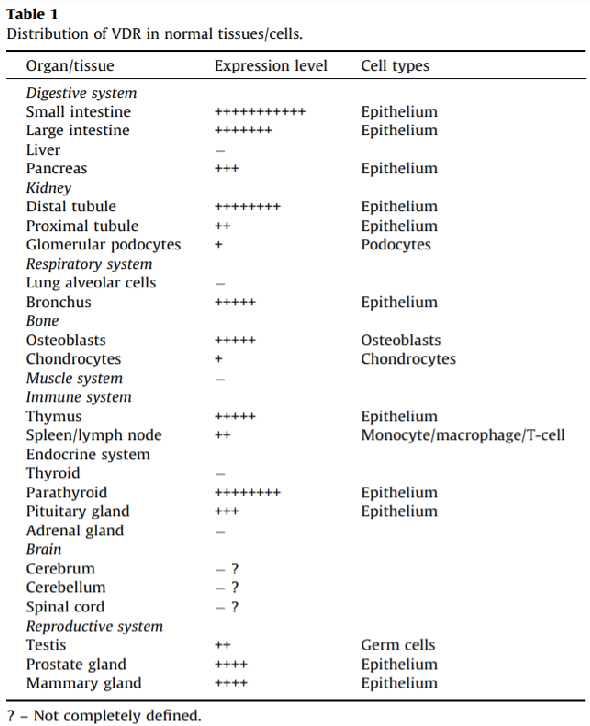 Table 1
Distribution of VDR in normal tissues/cells.
Organ/tissue Expression level Cell types
Digestive system
Small intestine +++++++++++ Epithelium
Large intestine +++++++ Epithelium
Liver –
Pancreas +++ Epithelium
Kidney
Distal tubule ++++++++ Epithelium
Proximal tubule ++ Epithelium
Glomerular podocytes + Podocytes
Respiratory system
Lung alveolar cells –
Bronchus +++++ Epithelium
Bone
Osteoblasts +++++ Osteoblasts
Chondrocytes + Chondrocytes
Muscle system –
Immune system
Thymus +++++ Epithelium
Spleen/lymph node ++ Monocyte/macrophage/T-cell
Endocrine system
Thyroid –
Parathyroid ++++++++ Epithelium
Pituitary gland +++ Epithelium
Adrenal gland –
Brain
Cerebrum – ?
Cerebellum – ?
Spinal cord – ?
Reproductive system
Testis ++ Germ cells
Prostate gland ++++ Epithelium
Mammary gland ++++ Epithelium
? – Not completely defined.